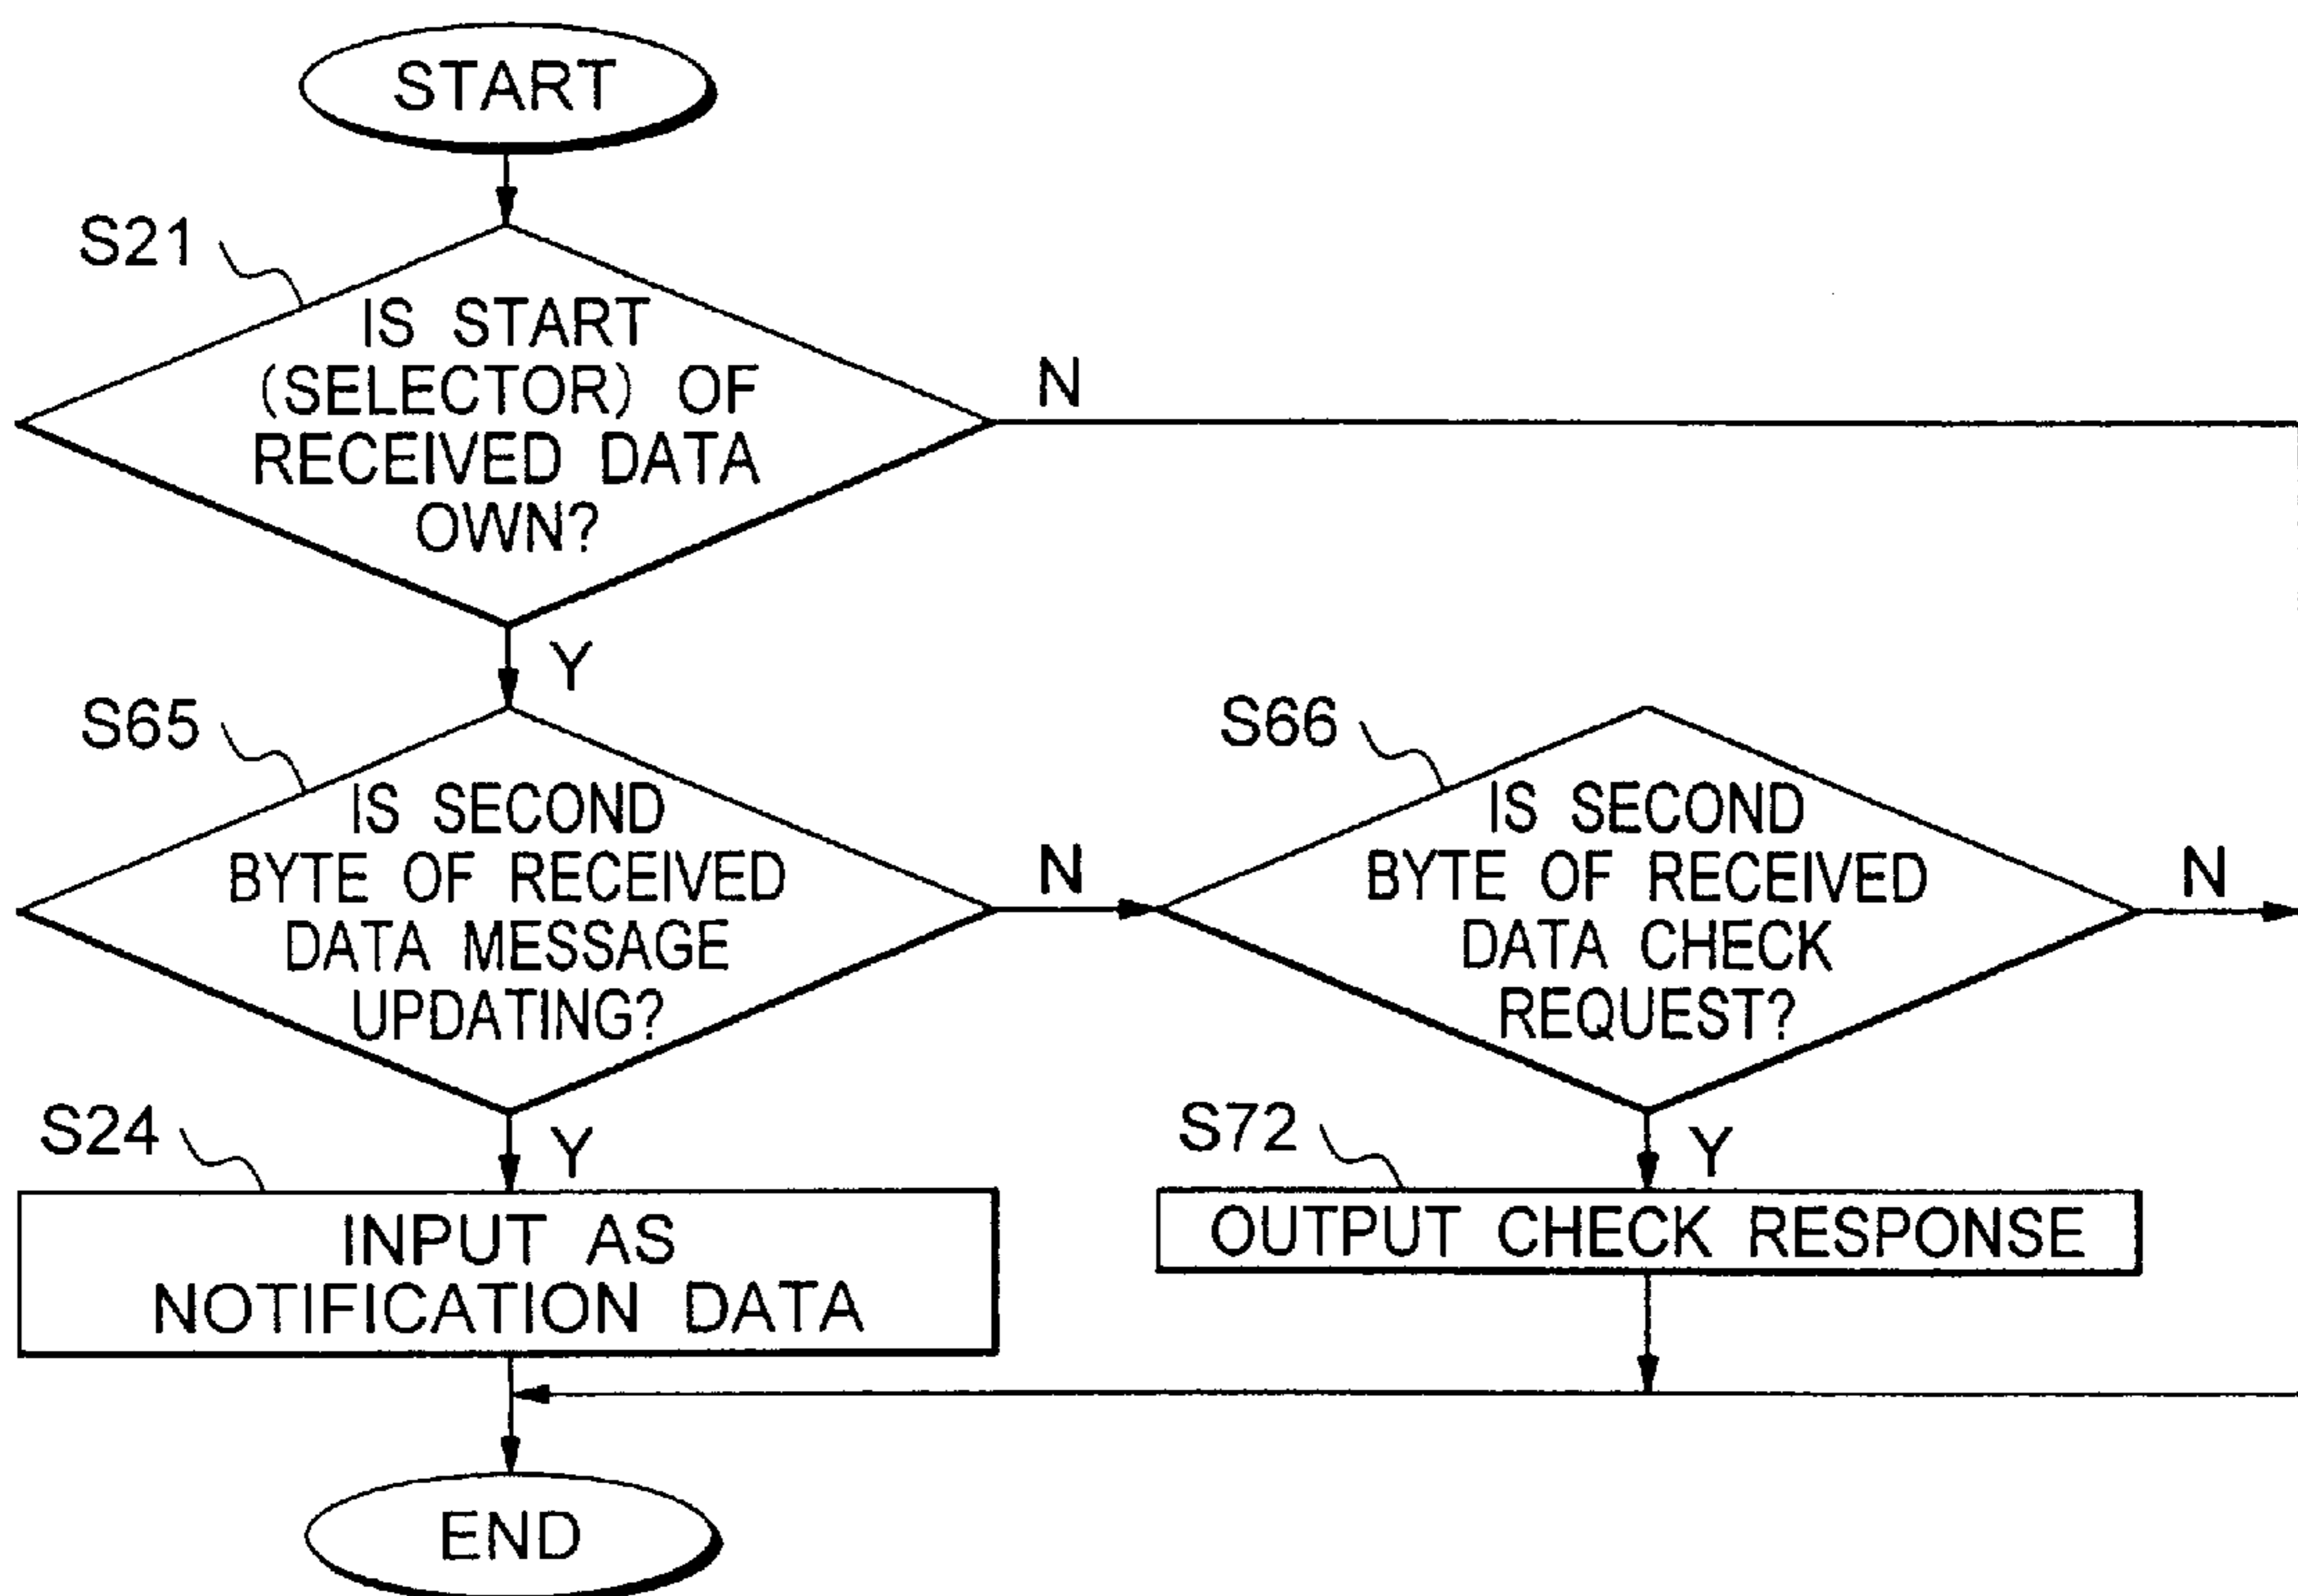 START
S21
IS START
(SELECTOR) OF
RECEIVED DATA
OWN?
N
Y
S65
IS SECOND
BYTE OF RECEIVED
DATA MESSAGE
UPDATING?
N
S66
IS SECOND
BYTE OF RECEIVED
DATA CHECK
REQUEST?
N
S24
Y
INPUT AS
NOTIFICATION DATA
S72
Y
OUTPUT CHECK RESPONSE
END